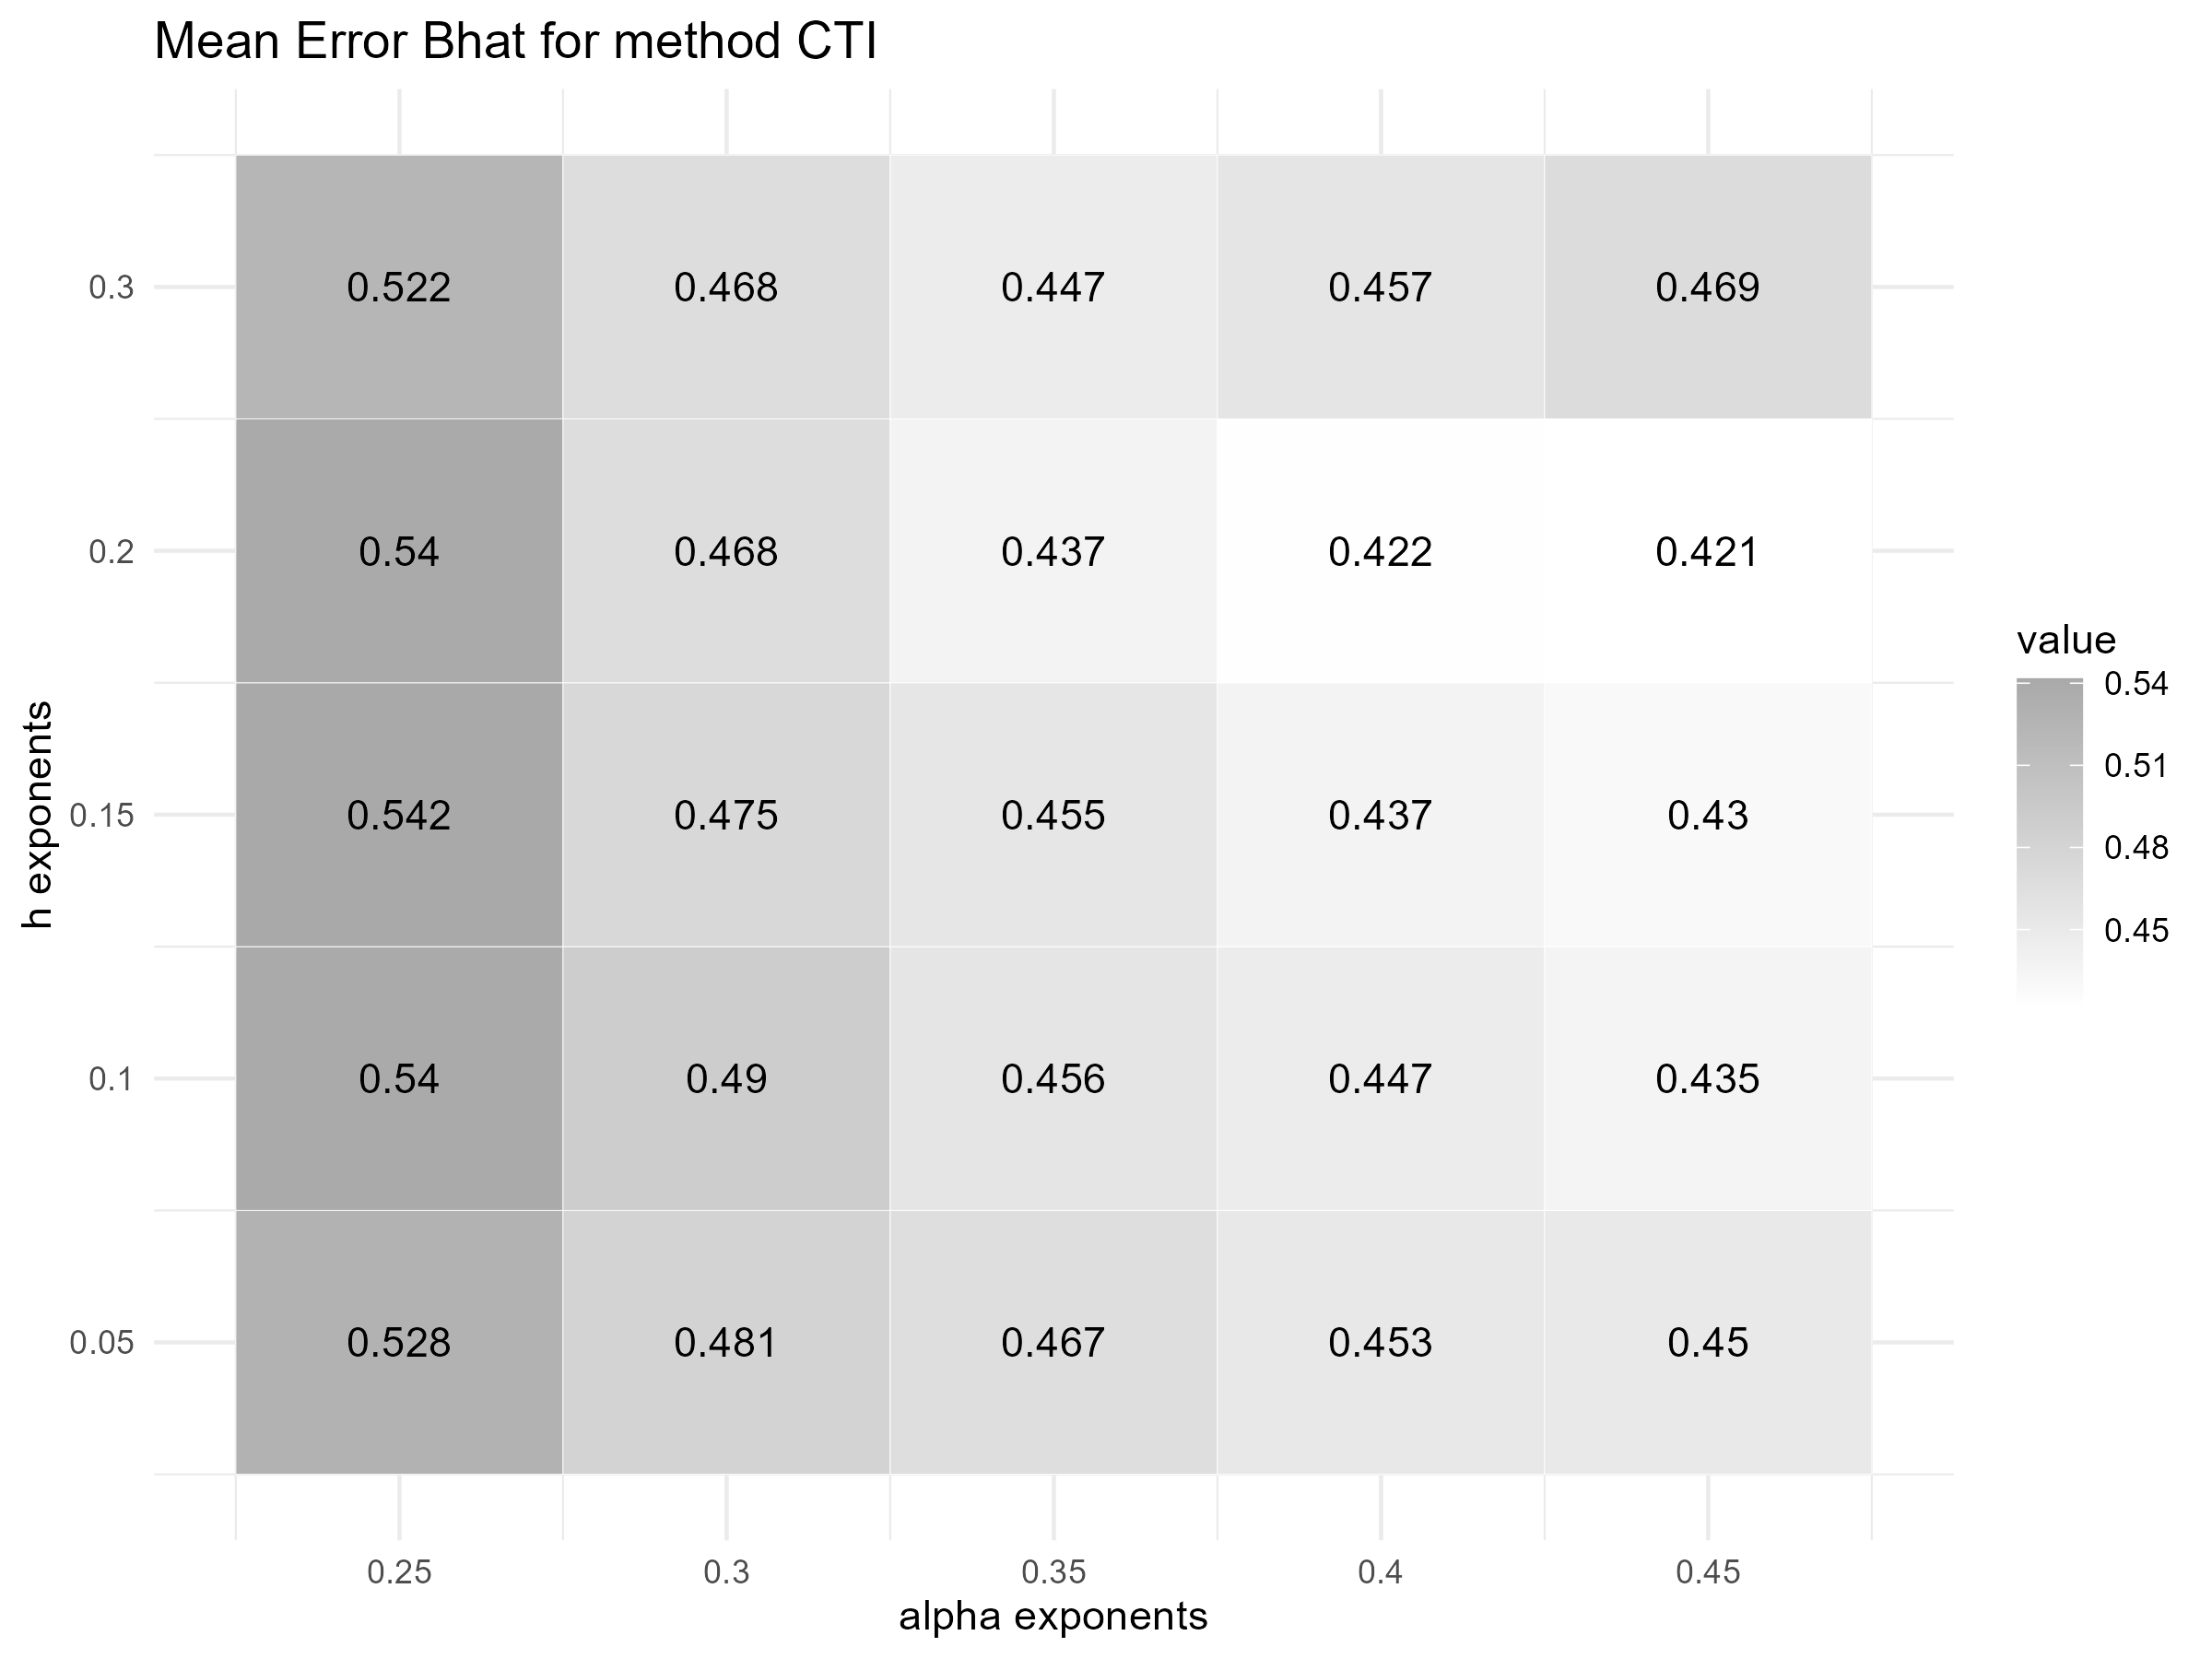 Mean Error Bhat for method CTI
h exponents
0.3 0.522 0.468 0.447 0.457 0.469
0.2 0.54 0.468 0.437 0.422 0.421
0.15 0.542 0.475 0.455 0.437 0.43
0.1 0.54 0.49 0.456 0.447 0.435
0.05 0.528 0.481 0.467 0.453 0.45
0.25 0.3 0.35 0.4 0.45
alpha exponents
value
0.54
0.51
0.48
0.45